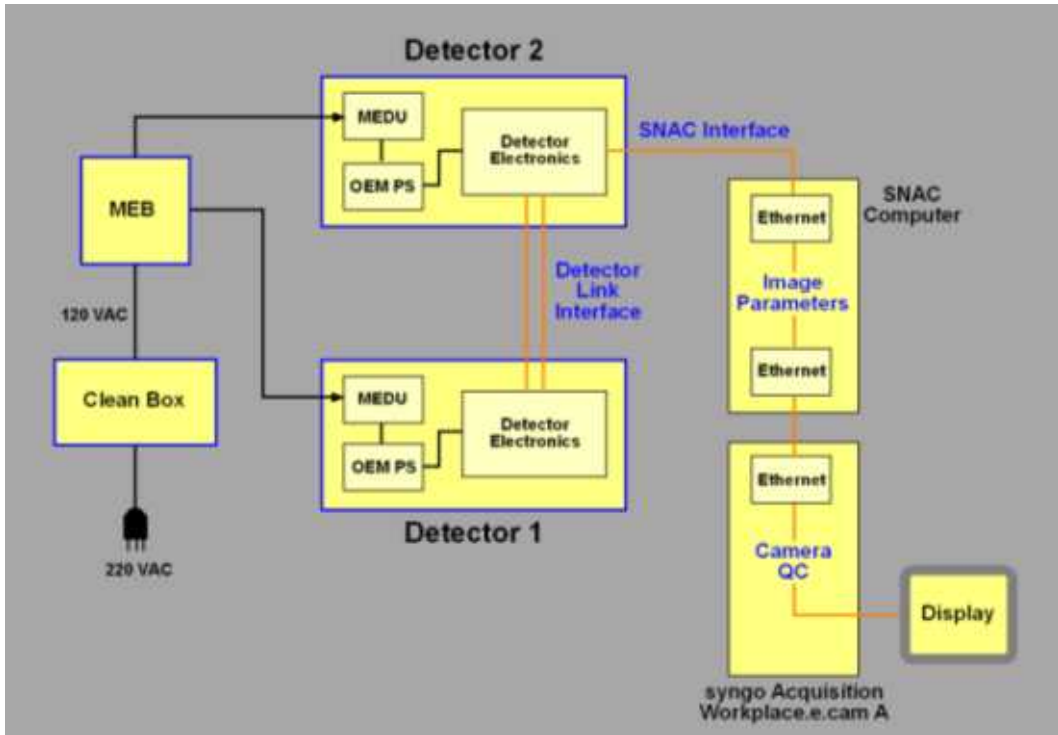 Detector 2
MEDU
OEM PS
Detector
Electronics
SNAC Interface
MEB
120 VAC
Clean Box
220 VAC
Detector
Link
Interface
MEDU
OEM PS
Detector
Electronics
Detector 1
SNAC
Computer
Ethernet
Image
Parameters
Ethernet
Ethernet
Camera
QC
Display
syngo Acquisition
Workplace.e.cam A